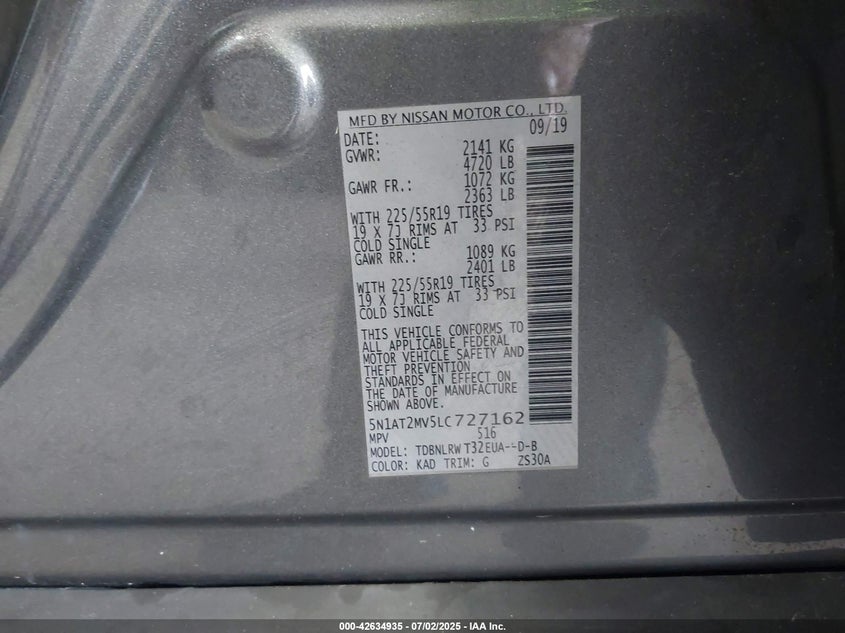 MFD BY NISSAN MOTOR CO., LTD.
DATE: 09/19
GVWR: 2141 KG
4720 LB
GAWR FR.: 1072 KG
2363 LB
WITH 225/55R19 TIRES
19 X 7J RIMS AT 33 PSI
COLD SINGLE
GAWR RR.: 1089 KG
2401 LB
WITH 225/55R19 TIRES
19 X 7J RIMS AT 33 PSI
COLD SINGLE
THIS VEHICLE CONFORMS TO
ALL APPLICABLE FEDERAL
MOTOR VEHICLE SAFETY AND
THEFT PREVENTION
STANDARDS IN EFFECT ON
THE DATE OF MANUFACTURE
SHOWN ABOVE.
5N1AT2MV5LC727162
MPV 516
MODEL: TDBNLRW T32EUA--D-B
COLOR: KAD TRIM: G ZS30A
000-42634935 - 07/02/2025 - IAA Inc.